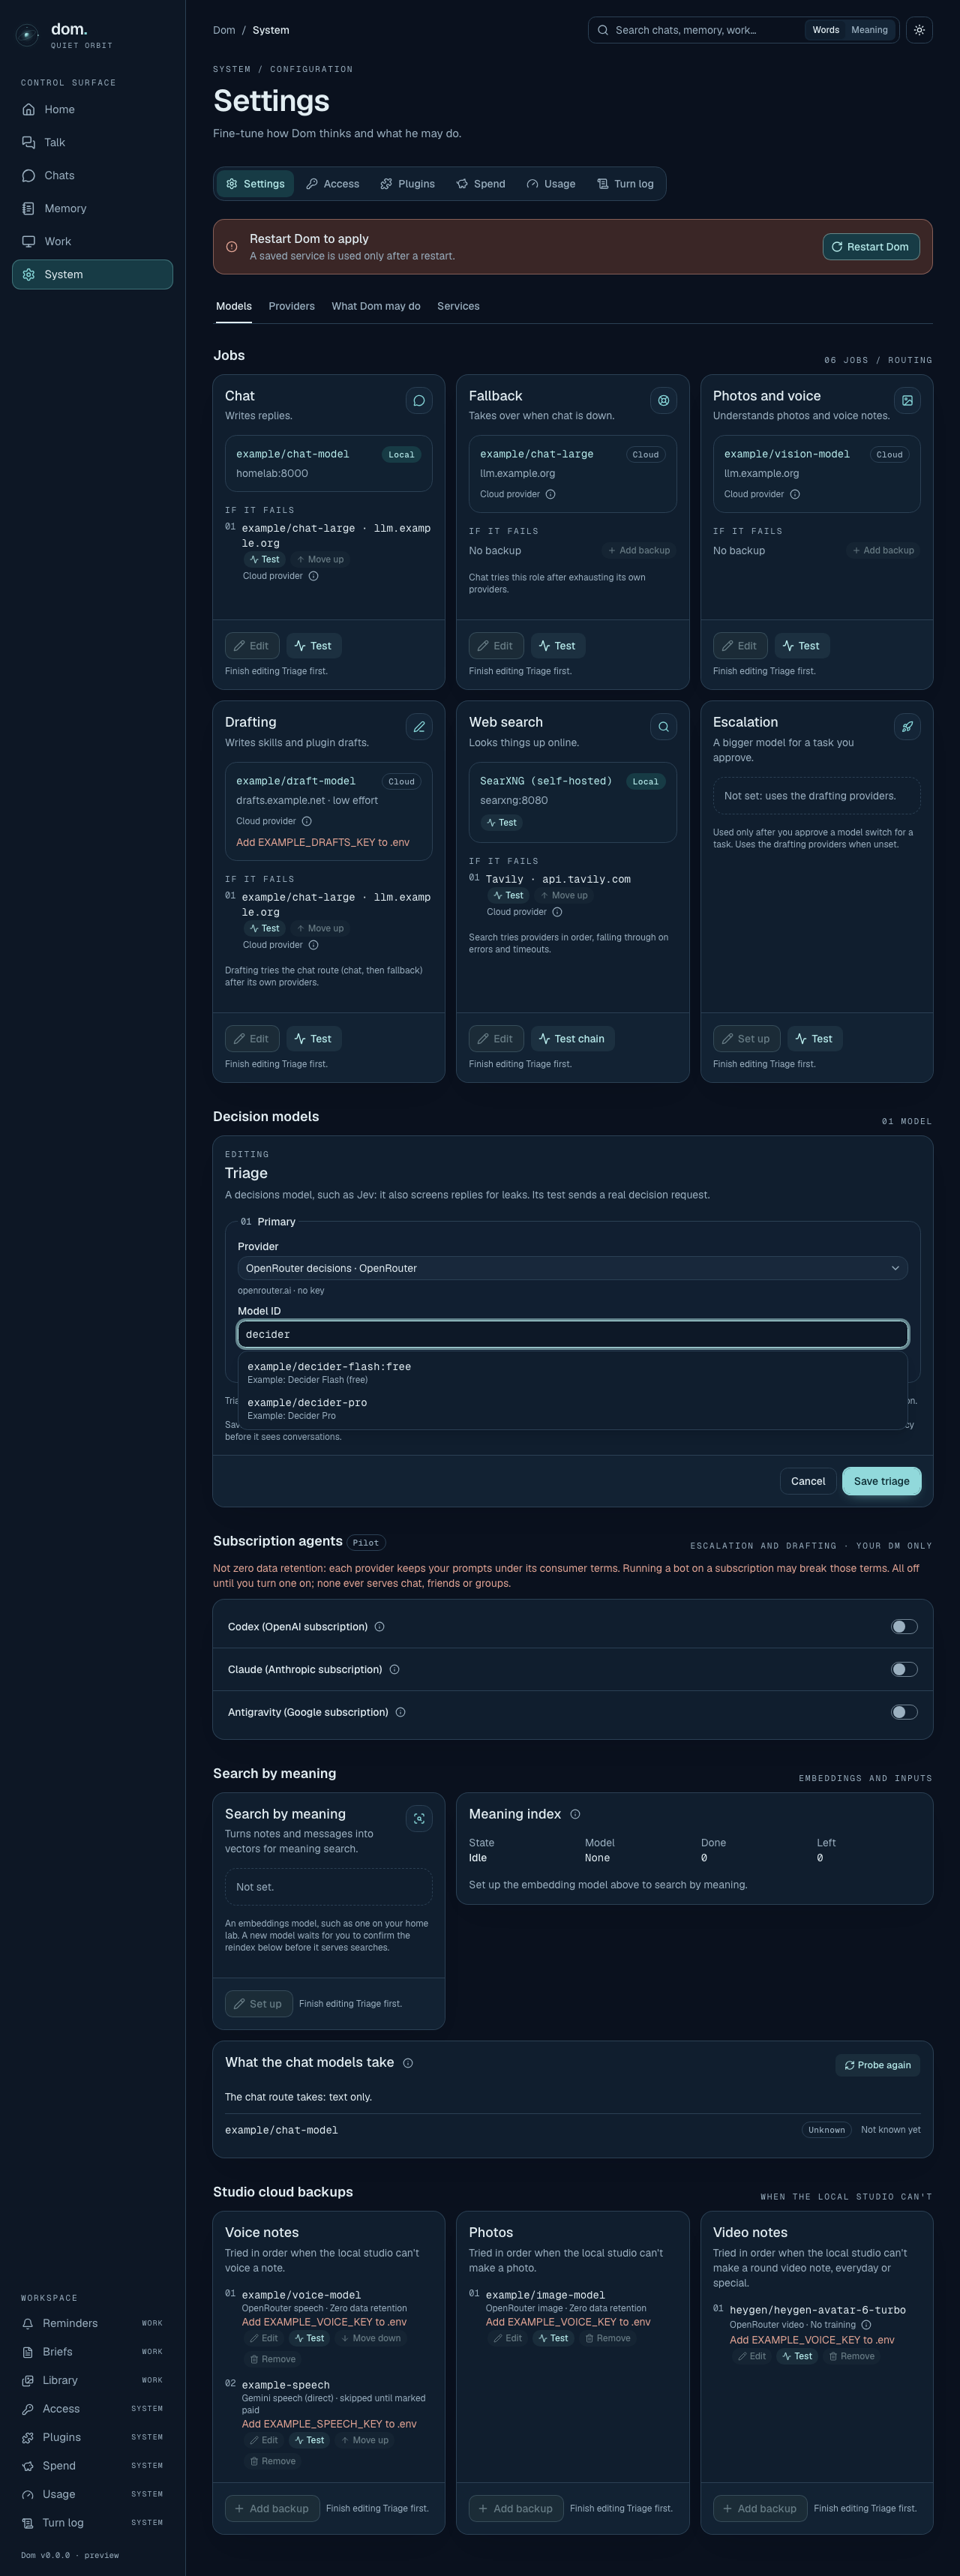 dom.
QUIET ORBIT
CONTROL SURFACE
Home
Talk
Chats
Memory
Work
System
Dom / System
Search chats, memory, work...
Words
Meaning
SYSTEM / CONFIGURATION
Settings
Fine-tune how Dom thinks and what he may do.
Settings
Access
Plugins
Spend
Usage
Turn log
Restart Dom to apply
A saved service is used only after a restart.
Restart Dom
Models
Providers
What Dom may do
Services
Jobs
06 JOBS / ROUTING
Chat
Writes replies.
example/chat-model
Local
homelab:8000
IF IT FAILS
01 example/chat-large · llm.examp
le.org
Test
Move up
Cloud provider
Edit
Test
Finish editing Triage first.
Fallback
Takes over when chat is down.
example/chat-large
Cloud
llm.example.org
Cloud provider
IF IT FAILS
No backup
Add backup
Chat tries this role after exhausting its own
providers.
Edit
Test
Finish editing Triage first.
Photos and voice
Understands photos and voice notes.
example/vision-model
Cloud
llm.example.org
Cloud provider
IF IT FAILS
No backup
Add backup
Edit
Test
Finish editing Triage first.
Drafting
Writes skills and plugin drafts.
example/draft-model
Cloud
drafts.example.net · low effort
Cloud provider
Add EXAMPLE_DRAFTS_KEY to .env
IF IT FAILS
01 example/chat-large · llm.examp
le.org
Test
Move up
Cloud provider
Drafting tries the chat route (chat, then fallback)
after its own providers.
Edit
Test
Finish editing Triage first.
Web search
Looks things up online.
SearXNG (self-hosted)
Local
searxng:8080
Test
IF IT FAILS
01 Tavily · api.tavily.com
Test
Move up
Cloud provider
Search tries providers in order, falling through on
errors and timeouts.
Edit
Test chain
Finish editing Triage first.
Escalation
A bigger model for a task you
approve.
Not set: uses the drafting providers.
Used only after you approve a model switch for a
task. Uses the drafting providers when unset.
Set up
Test
Finish editing Triage first.
Decision models
01 MODEL
EDITING
Triage
A decisions model, such as Jev: it also screens replies for leaks. Its test sends a real decision request.
01 Primary
Provider
OpenRouter decisions · OpenRouter
openrouter.ai · no key
Model ID
decider
example/decider-flash:free
Example: Decider Flash (free)
example/decider-pro
Example: Decider Pro
before it sees conversations.
Cancel
Save triage
Subscription agents
Pilot
ESCALATION AND DRAFTING · YOUR DM ONLY
Not zero data retention: each provider keeps your prompts under its consumer terms. Running a bot on a subscription may break those terms. All off
until you turn one on; none ever serves chat, friends or groups.
Codex (OpenAI subscription)
Claude (Anthropic subscription)
Antigravity (Google subscription)
Search by meaning
EMBEDDINGS AND INPUTS
Search by meaning
Turns notes and messages into
vectors for meaning search.
Not set.
An embeddings model, such as one on your home
lab. A new model waits for you to confirm the
reindex below before it serves searches.
Set up
Finish editing Triage first.
Meaning index
State
Model
Done
Left
Idle
None
0
0
Set up the embedding model above to search by meaning.
What the chat models take
Probe again
The chat route takes: text only.
example/chat-model
Unknown
Not known yet
Studio cloud backups
WHEN THE LOCAL STUDIO CAN'T
Voice notes
Tried in order when the local studio can't
voice a note.
01 example/voice-model
OpenRouter speech · Zero data retention
Add EXAMPLE_VOICE_KEY to .env
Edit
Test
Move down
Remove
02 example-speech
Gemini speech (direct) · skipped until marked
paid
Add EXAMPLE_SPEECH_KEY to .env
Edit
Test
Move up
Remove
Add backup
Finish editing Triage first.
Photos
Tried in order when the local studio can't
make a photo.
01 example/image-model
OpenRouter image · Zero data retention
Add EXAMPLE_VOICE_KEY to .env
Edit
Test
Remove
Add backup
Finish editing Triage first.
Video notes
Tried in order when the local studio can't
make a round video note, everyday or
special.
01 heygen/heygen-avatar-6-turbo
OpenRouter video · No training
Add EXAMPLE_VOICE_KEY to .env
Edit
Test
Remove
Add backup
Finish editing Triage first.
WORKSPACE
Reminders WORK
Briefs WORK
Library WORK
Access SYSTEM
Plugins SYSTEM
Spend SYSTEM
Usage SYSTEM
Turn log SYSTEM
Dom v0.0.0 · preview